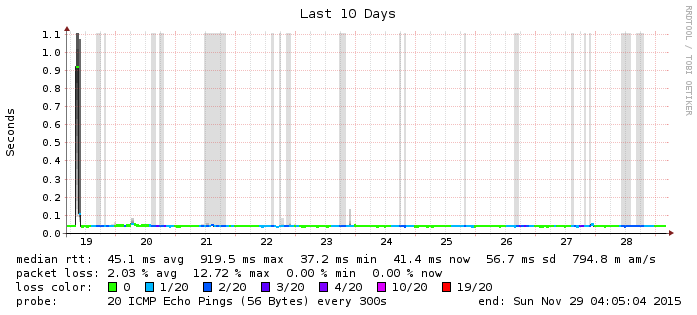 Last 10 Days
RRDTOOL / TOBI OETIKER
Seconds
1.1
1.0
0.9
0.8
0.7
0.6
0.5
0.4
0.3
0.2
0.1
0.0
19 20 21 22 23 24 25 26 27 28
median rtt: 45.1 ms avg 919.5 ms max 37.2 ms min 41.4 ms now 56.7 ms sd 794.8 m am/s
packet loss: 2.03 % avg 12.72 % max 0.00 % min 0.00 % now
loss color: 0 1/20 2/20 3/20 4/20 10/20 19/20
probe: 20 ICMP Echo Pings (56 Bytes) every 300s end: Sun Nov 29 04:05:04 2015